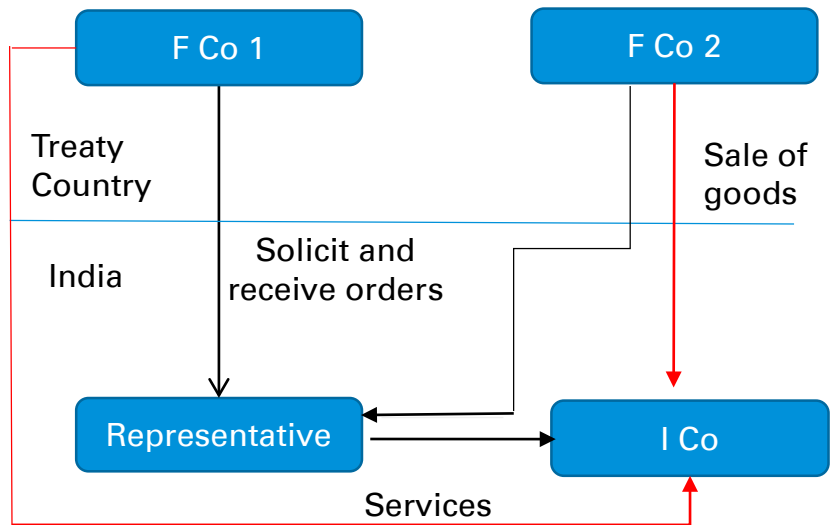 F Co 1
F Co 2
Treaty
Country
Sale of
goods
India
Solicit and
receive orders
Representative
I Co
Services